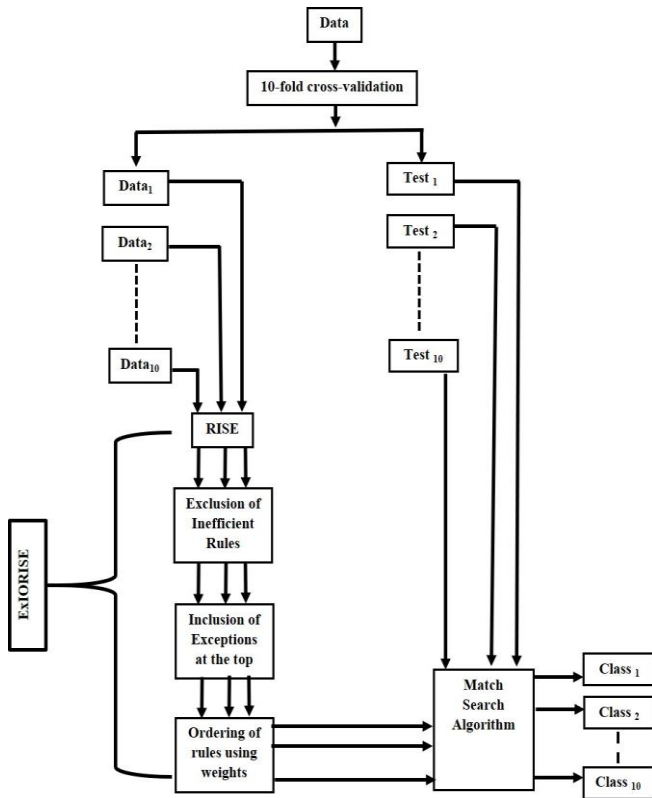 Data
10-fold cross-validation
Data1
Test 1
Data2
Test 2
Data10
Test 10
RISE
Exclusion of
Inefficient
Rules
ExIORISE
Inclusion of
Exceptions
at the top
Ordering of
rules using
weights
Match
Search
Algorithm
Class 1
Class 2
Class 10